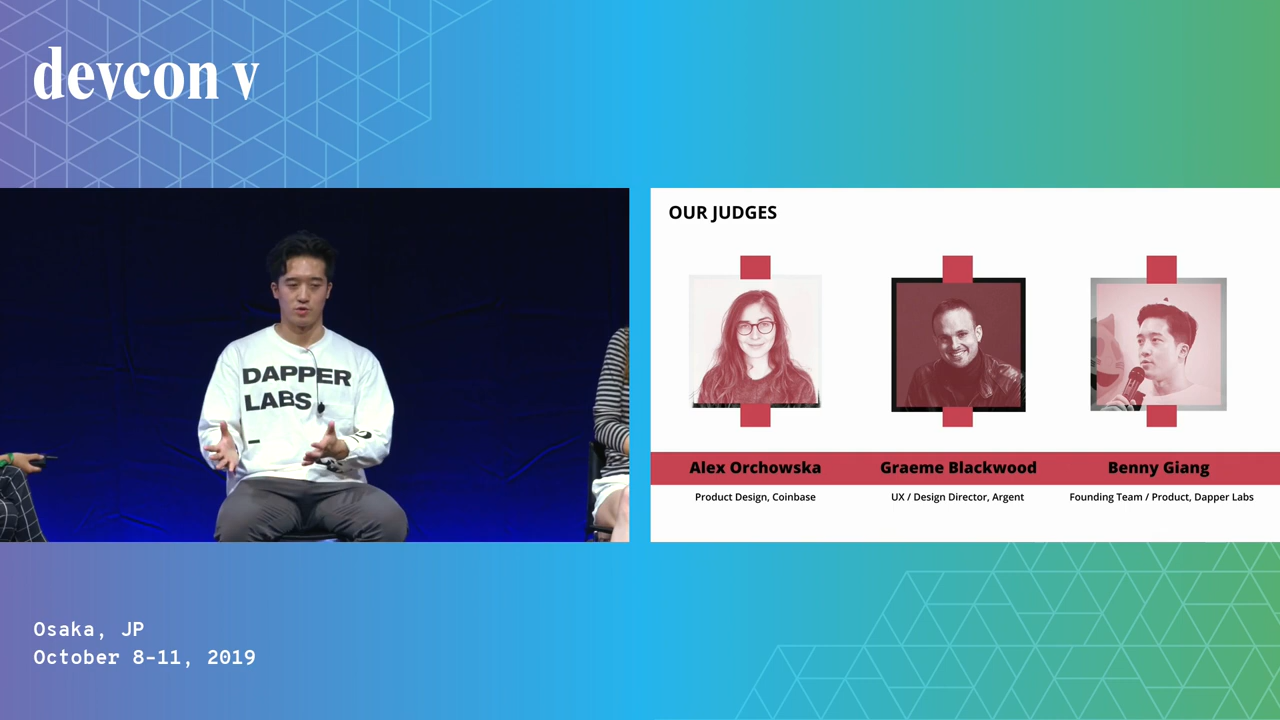 devcon v
DAPPER
LABS
OUR JUDGES
Alex Orchowska
Graeme Blackwood
Benny Giang
Product Design, Coinbase
UX / Design Director, Argent
Founding Team / Product, Dapper Labs
Osaka, JP
October 8-11, 2019